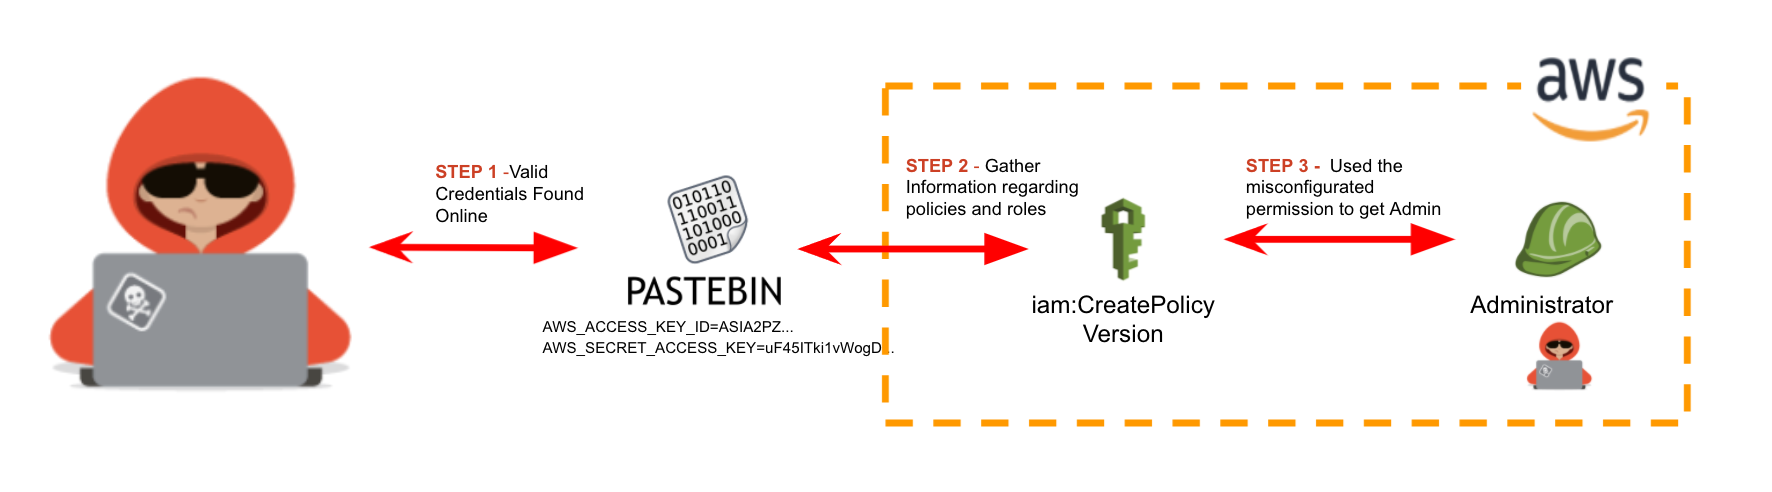 aws
STEP 1 -Valid
Credentials Found
Online
STEP 2 - Gather
Information regarding
policies and roles
STEP 3 - Used the
misconfigurated
permission to get Admin
010110
110011
101000
0001
PASTEBIN
AWS_ACCESS_KEY_ID=ASIA2PZ...
AWS_SECRET_ACCESS_KEY=uF45ITki1vWogD...
iam:CreatePolicy
Version
Administrator